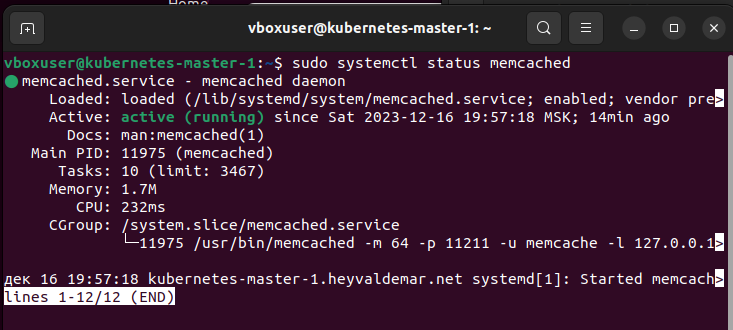 Home
vboxuser@kubernetes-master-1: ~
vboxuser@kubernetes-master-1:~$ sudo systemctl status memcached
● memcached.service - memcached daemon
Loaded: loaded (/lib/systemd/system/memcached.service; enabled; vendor pre>
Active: active (running) since Sat 2023-12-16 19:57:18 MSK; 14min ago
Docs: man:memcached(1)
Main PID: 11975 (memcached)
Tasks: 10 (limit: 3467)
Memory: 1.7M
CPU: 232ms
CGroup: /system.slice/memcached.service
└─11975 /usr/bin/memcached -m 64 -p 11211 -u memcache -l 127.0.0.1>
дек 16 19:57:18 kubernetes-master-1.heyvaldemar.net systemd[1]: Started memcach>
lines 1-12/12 (END)